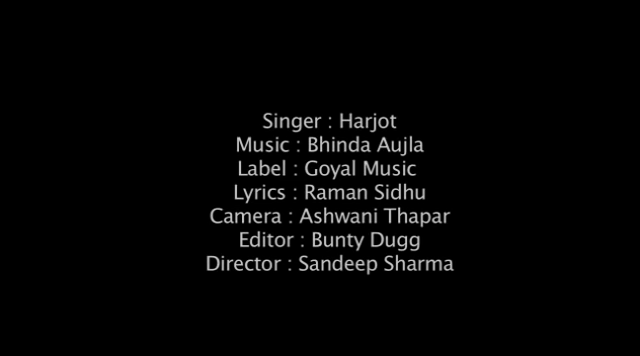 Singer : Harjot
Music : Bhinda Aujla
Label : Goyal Music
Lyrics : Raman Sidhu
Camera : Ashwani Thapar
Editor : Bunty Dugg
Director : Sandeep Sharma